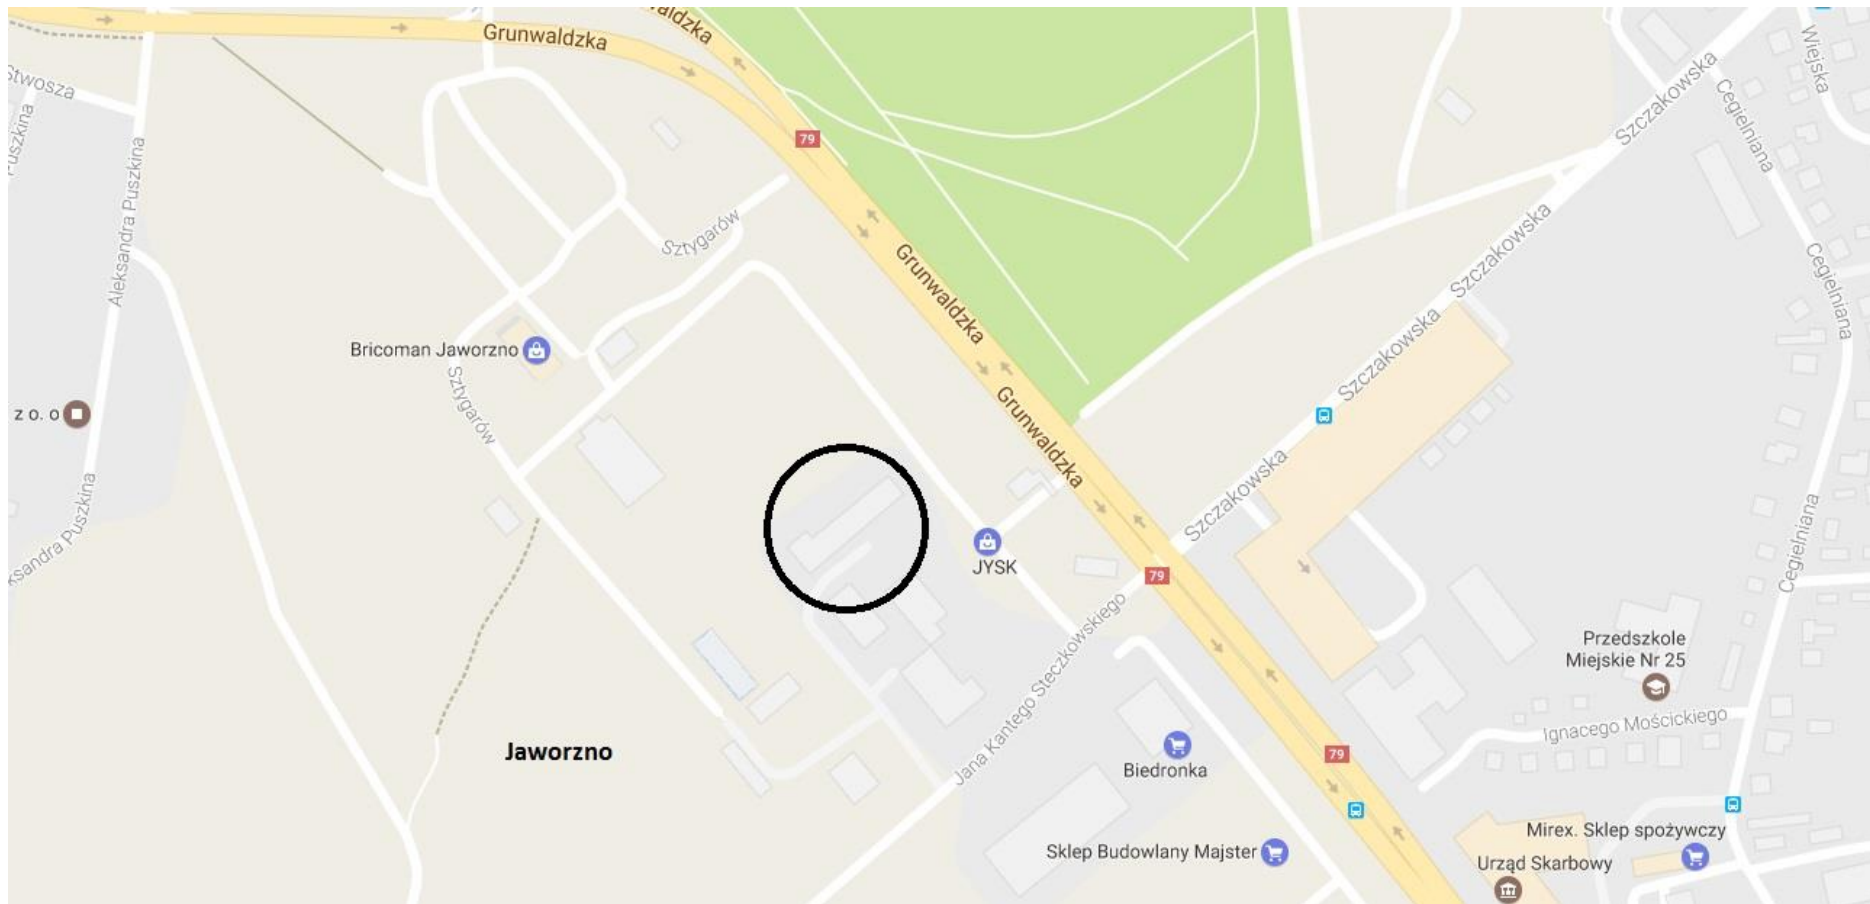 Grunwaldzka
Stwosza
Puszkina
Aleksandra Puszkina
79
Sztygarów
Grunwaldzka
Szczakowska
Wiejska
Cegielniana
Szczakowska
Cegielniana
Bricoman Jaworzno
Sztygarów
Szczakowska
z o. o
Grunwaldzka
Szczakowska
Szczakowska
Cegielniana
JYSK
79
Jana Kantego Steczkowskiego
Przedszkole
Miejskie Nr 25
Ignacego Mościckiego
Jaworzno
79
Biedronka
Mirex. Sklep spożywczy
Sklep Budowlany Majster
Urząd Skarbowy